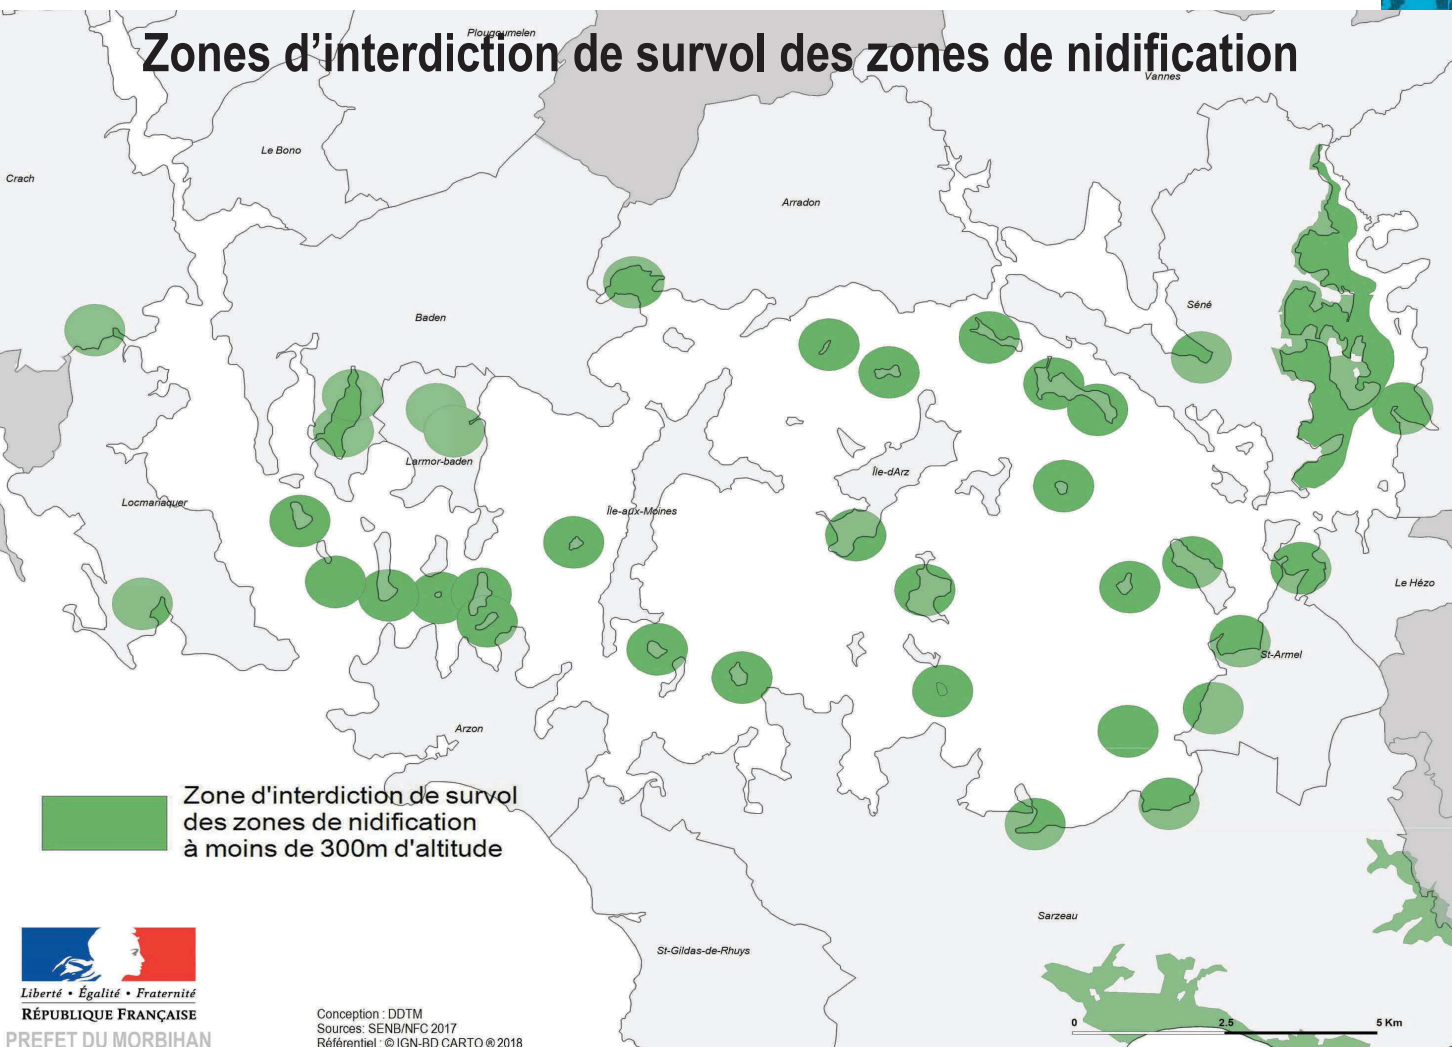 Zones d’interdiction de survol des zones de nidification
Plougoumelen
Vannes
Le Bono
Crach
Arradon
Séné
Baden
Larmor-baden
Île-dArz
Locmariaquer
Île-aux-Moines
Le Hézo
St-Armel
Arzon
Zone d'interdiction de survol
des zones de nidification
à moins de 300m d'altitude
Sarzeau
St-Gildas-de-Rhuys
Liberté • Égalité • Fraternité
RÉPUBLIQUE FRANÇAISE
PREFET DU MORBIHAN
Conception : DDTM
Sources: SENB/NFC 2017
Référentiel : © IGN-BD CARTO ® 2018
0 2.5 5 Km